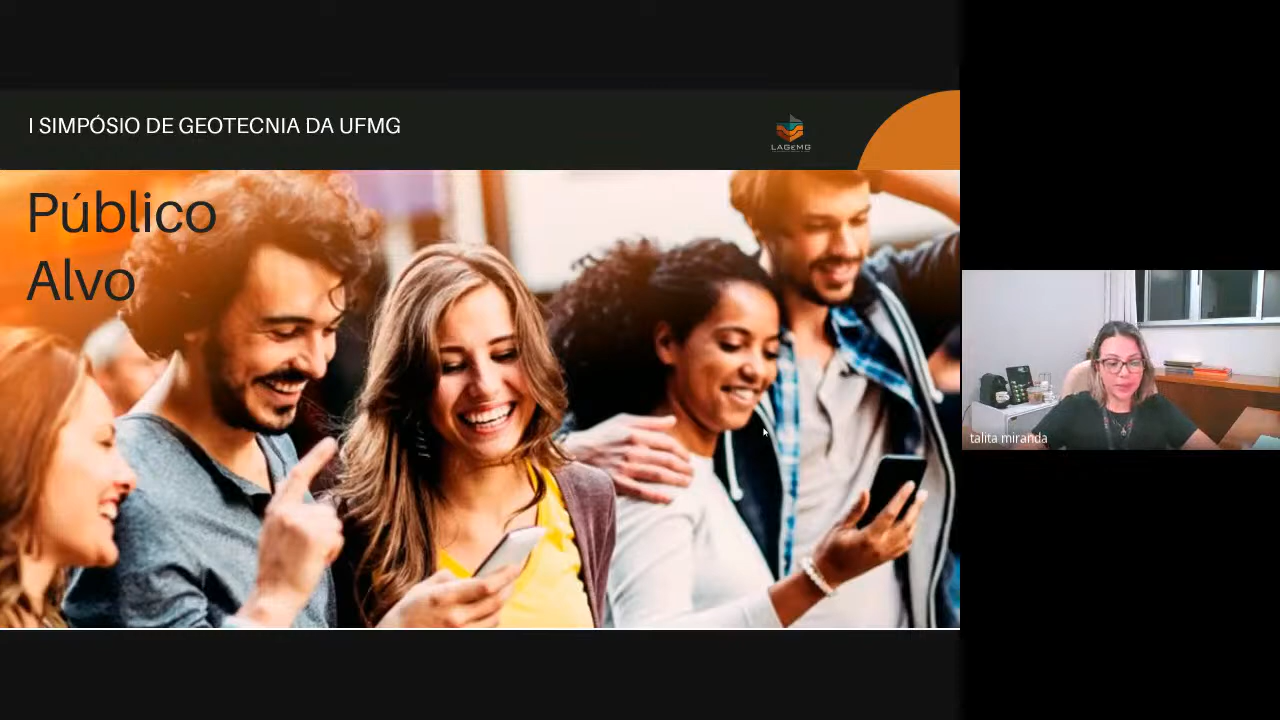 I SIMPÓSIO DE GEOTECNIA DA UFMG
LAGEMG
Público
Alvo
talita miranda